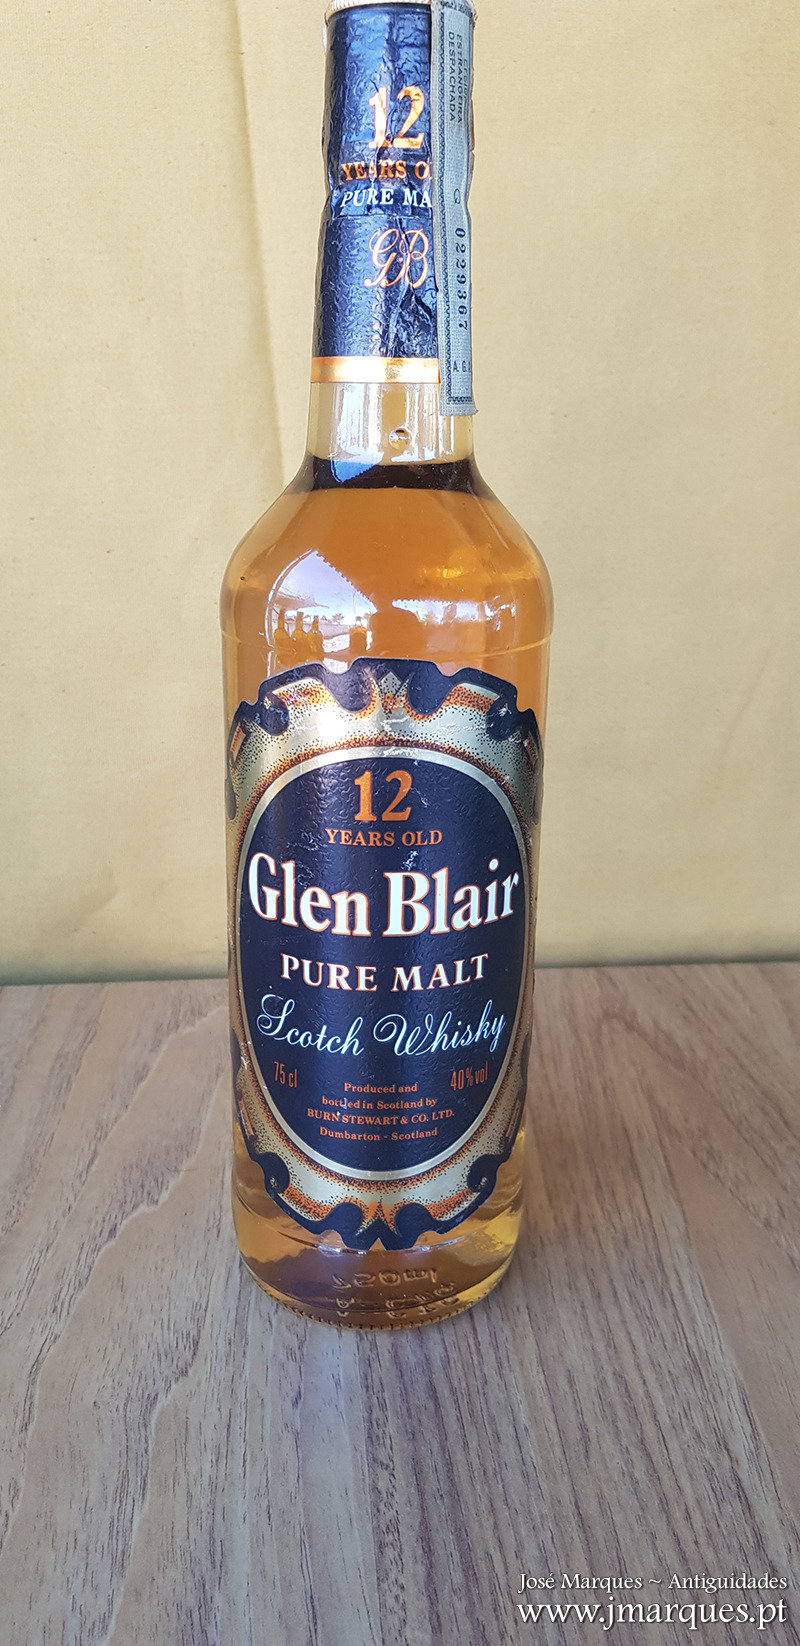 ESTRANGEIRA
DESPACHADA
G 0229367
A. G.
12
YEARS O
PURE MA
GB
12
YEARS OLD
Glen Blair
PURE MALT
Scotch Whisky
75 cl
40% vol
Produced and
bottled in Scotland by
BURN STEWART & CO. LTD.
Dumbarton - Scotland
José Marques ~ Antiguidades
www.jmarques.pt